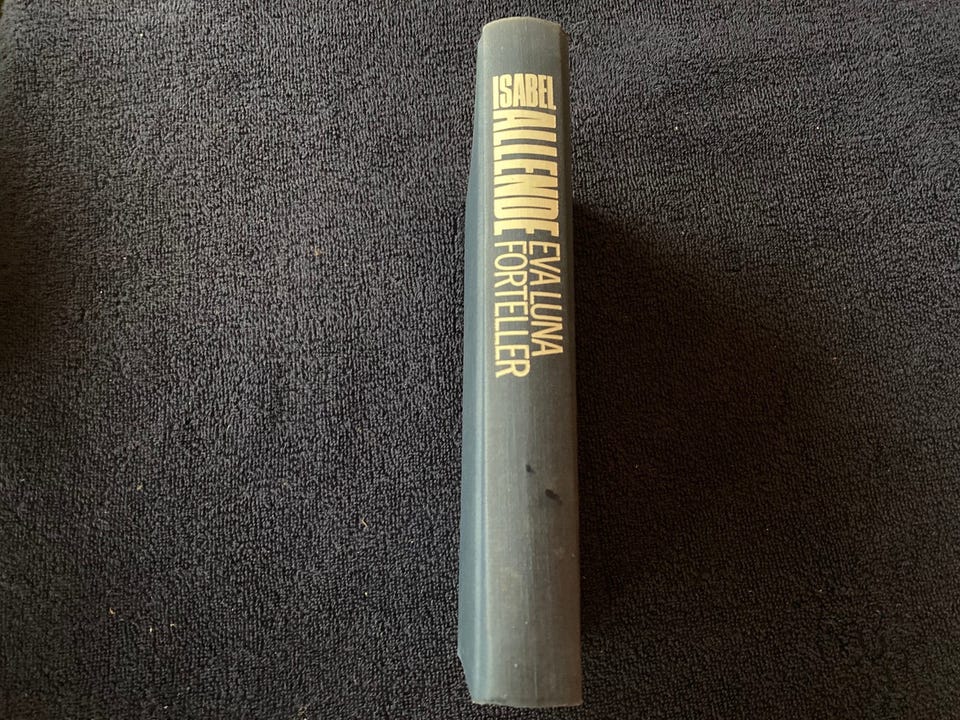 ISABEL
ALLENDE
EVA LUNA
FORTELLER